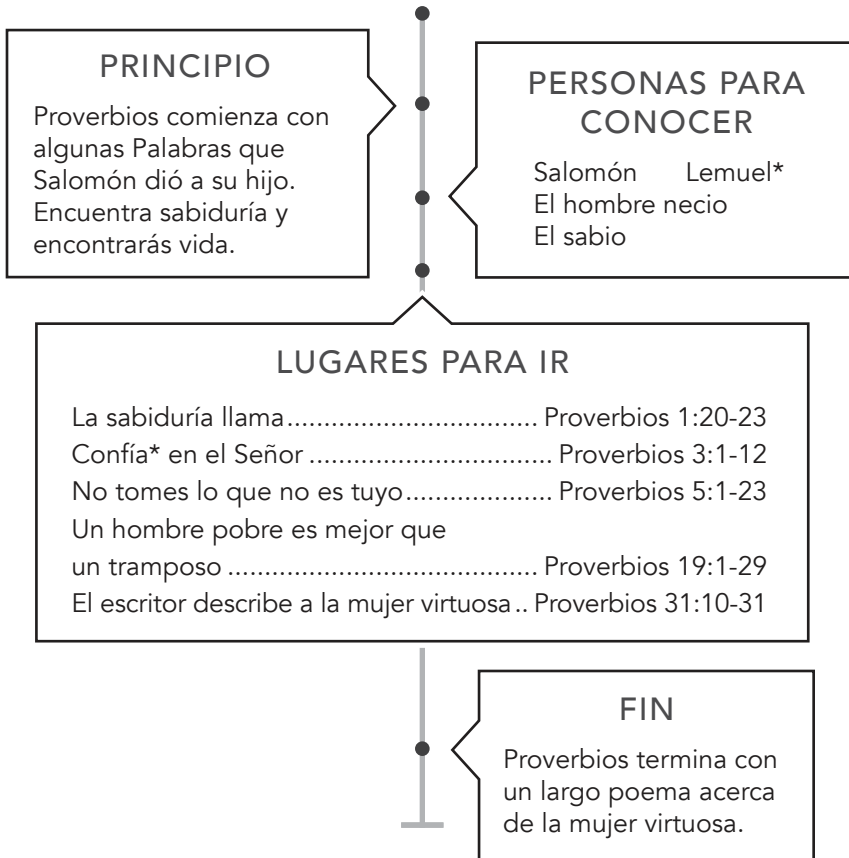 PRINCIPIO
Proverbios comienza con
algunas Palabras que
Salomón dió a su hijo.
Encuentra sabiduría y
encontrarás vida.
PERSONAS PARA
CONOCER
Salomón Lemuel*
El hombre necio
El sabio
LUGARES PARA IR
La sabiduría llama.................................. Proverbios 1:20-23
Confía* en el Señor ................................. Proverbios 3:1-12
No tomes lo que no es tuyo.................... Proverbios 5:1-23
Un hombre pobre es mejor que
un tramposo .......................................... Proverbios 19:1-29
El escritor describe a la mujer virtuosa.. Proverbios 31:10-31
FIN
Proverbios termina con
un largo poema acerca
de la mujer virtuosa.